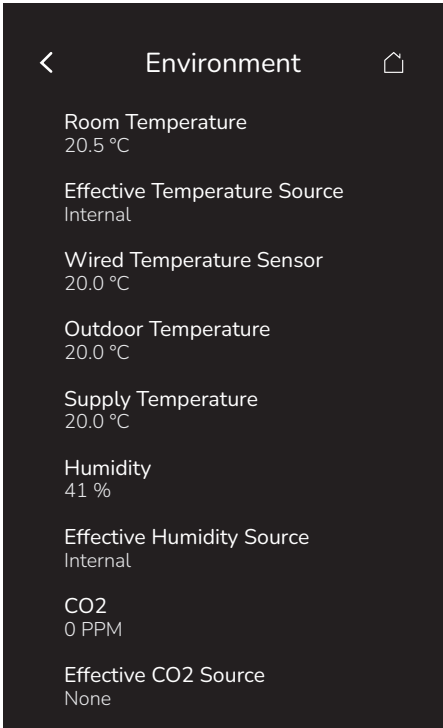 Environment
Room Temperature
20.5 °C
Effective Temperature Source
Internal
Wired Temperature Sensor
20.0 °C
Outdoor Temperature
20.0 °C
Supply Temperature
20.0 °C
Humidity
41 %
Effective Humidity Source
Internal
CO2
0 PPM
Effective CO2 Source
None